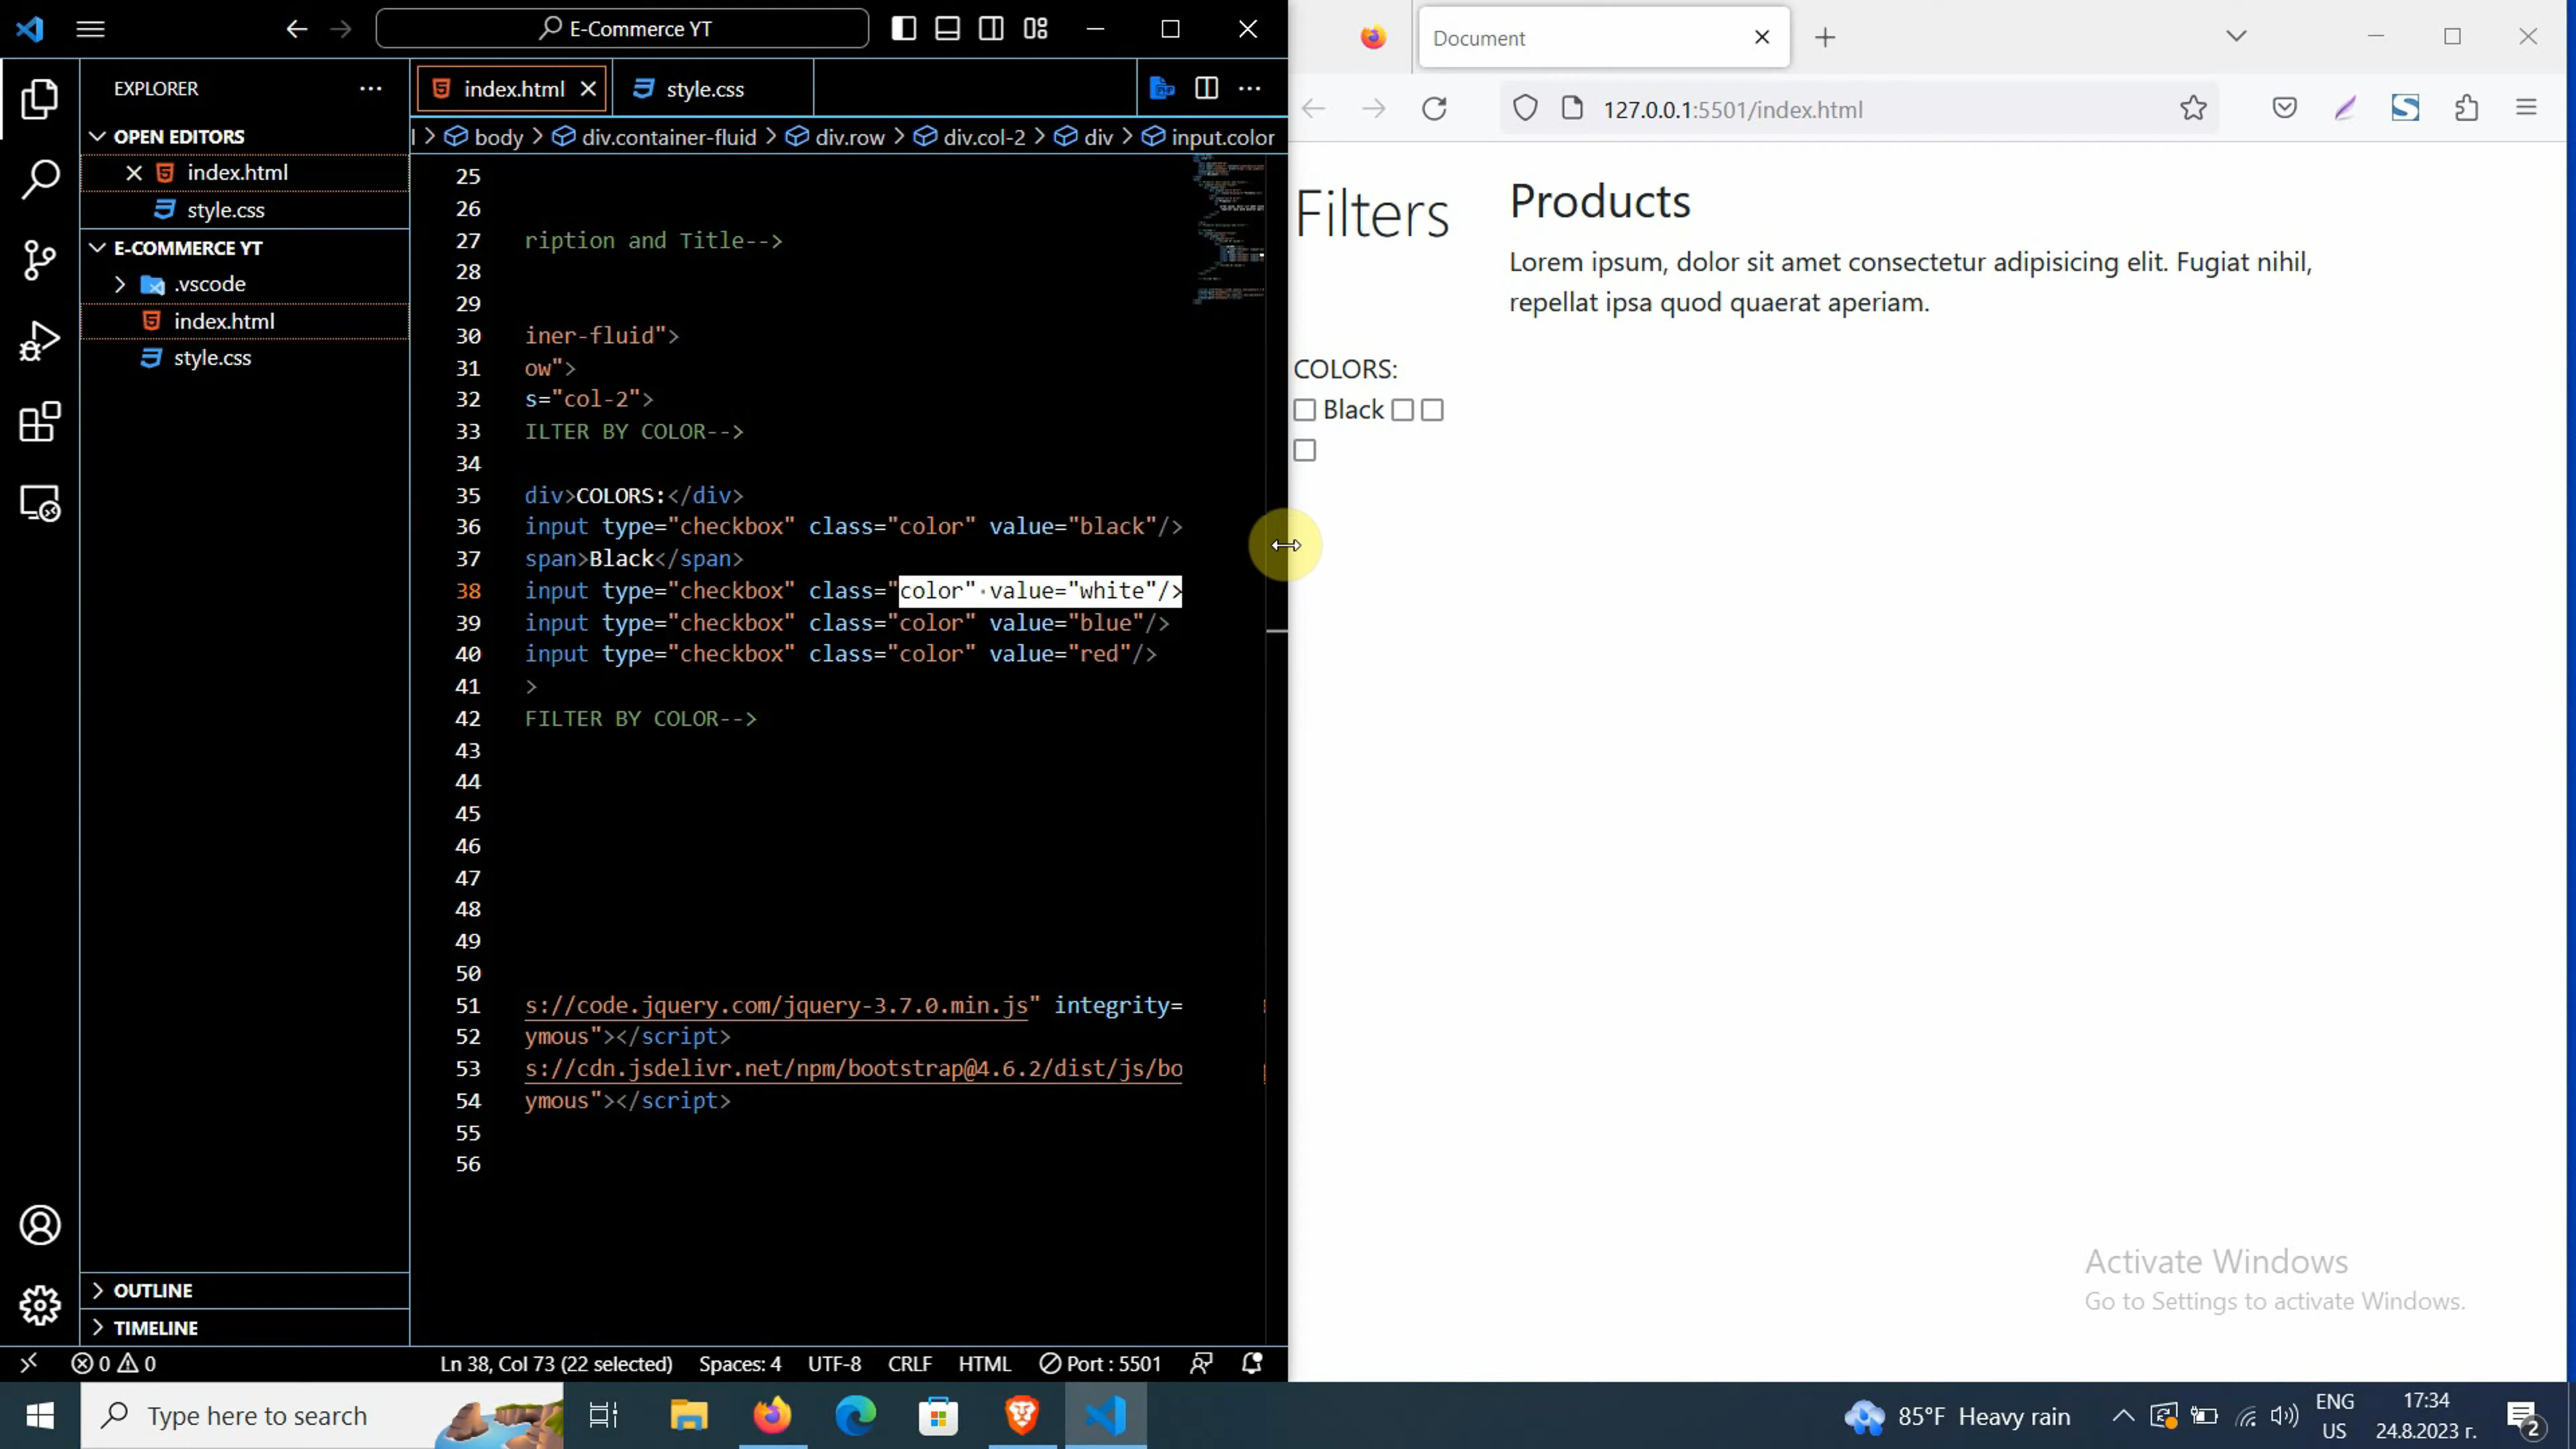 E-Commerce YT
EXPLORER
OPEN EDITORS
index.html
style.css
E-COMMERCE YT
.vscode
index.html
style.css
OUTLINE
TIMELINE
index.html
style.css
body
div.container-fluid
div.row
div.col-2
div
input.color
25
26
27 ription and Title-->
28
29
30 iner-fluid">
31 ow">
32 s="col-2">
33 ILTER BY COLOR-->
34
35 div>COLORS:</div>
36 input type="checkbox" class="color" value="black"/>
37 span>Black</span>
38 input type="checkbox" class="color" value="white"/>
39 input type="checkbox" class="color" value="blue"/>
40 input type="checkbox" class="color" value="red"/>
41 >
42 FILTER BY COLOR-->
43
44
45
46
47
48
49
50
51 s://code.jquery.com/jquery-3.7.0.min.js" integrity=
52 ymous"></script>
53 s://cdn.jsdelivr.net/npm/bootstrap@4.6.2/dist/js/bo
54 ymous"></script>
55
56
0 0
Ln 38, Col 73 (22 selected)
Spaces: 4
UTF-8
CRLF
HTML
Port : 5501
Document
127.0.0.1:5501/index.html
Filters
Products
Lorem ipsum, dolor sit amet consectetur adipisicing elit. Fugiat nihil,
repellat ipsa quod quaerat aperiam.
COLORS:
Black
Activate Windows
Go to Settings to activate Windows.
Type here to search
85°F Heavy rain
ENG
US
17:34
24.8.2023 г.
2